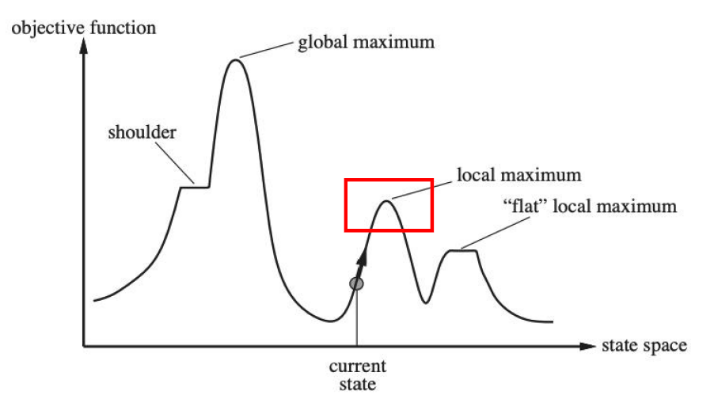 objective function
global maximum
shoulder
local maximum
“flat” local maximum
state space
current
state